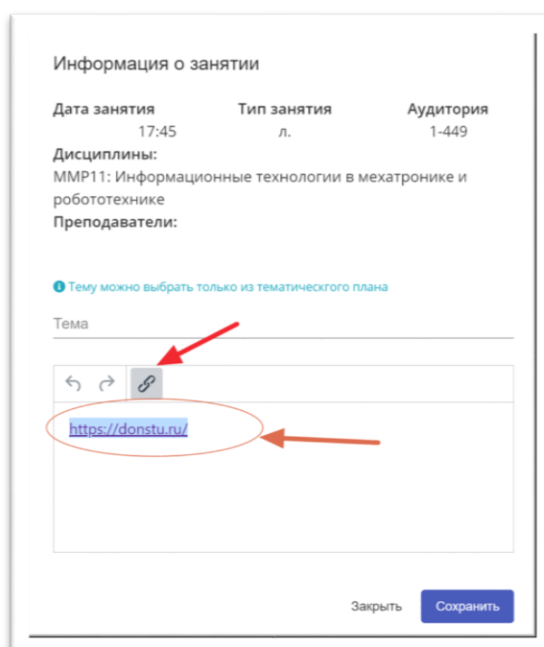 Информация о занятии
Дата занятия Тип занятия Аудитория
17:45 л. 1-449
Дисциплины:
ММР11: Информационные технологии в мехатронике и
робототехнике
Преподаватели:
Тему можно выбрать только из тематическогого плана
Тема
https://donstu.ru/
Закрыть Сохранить